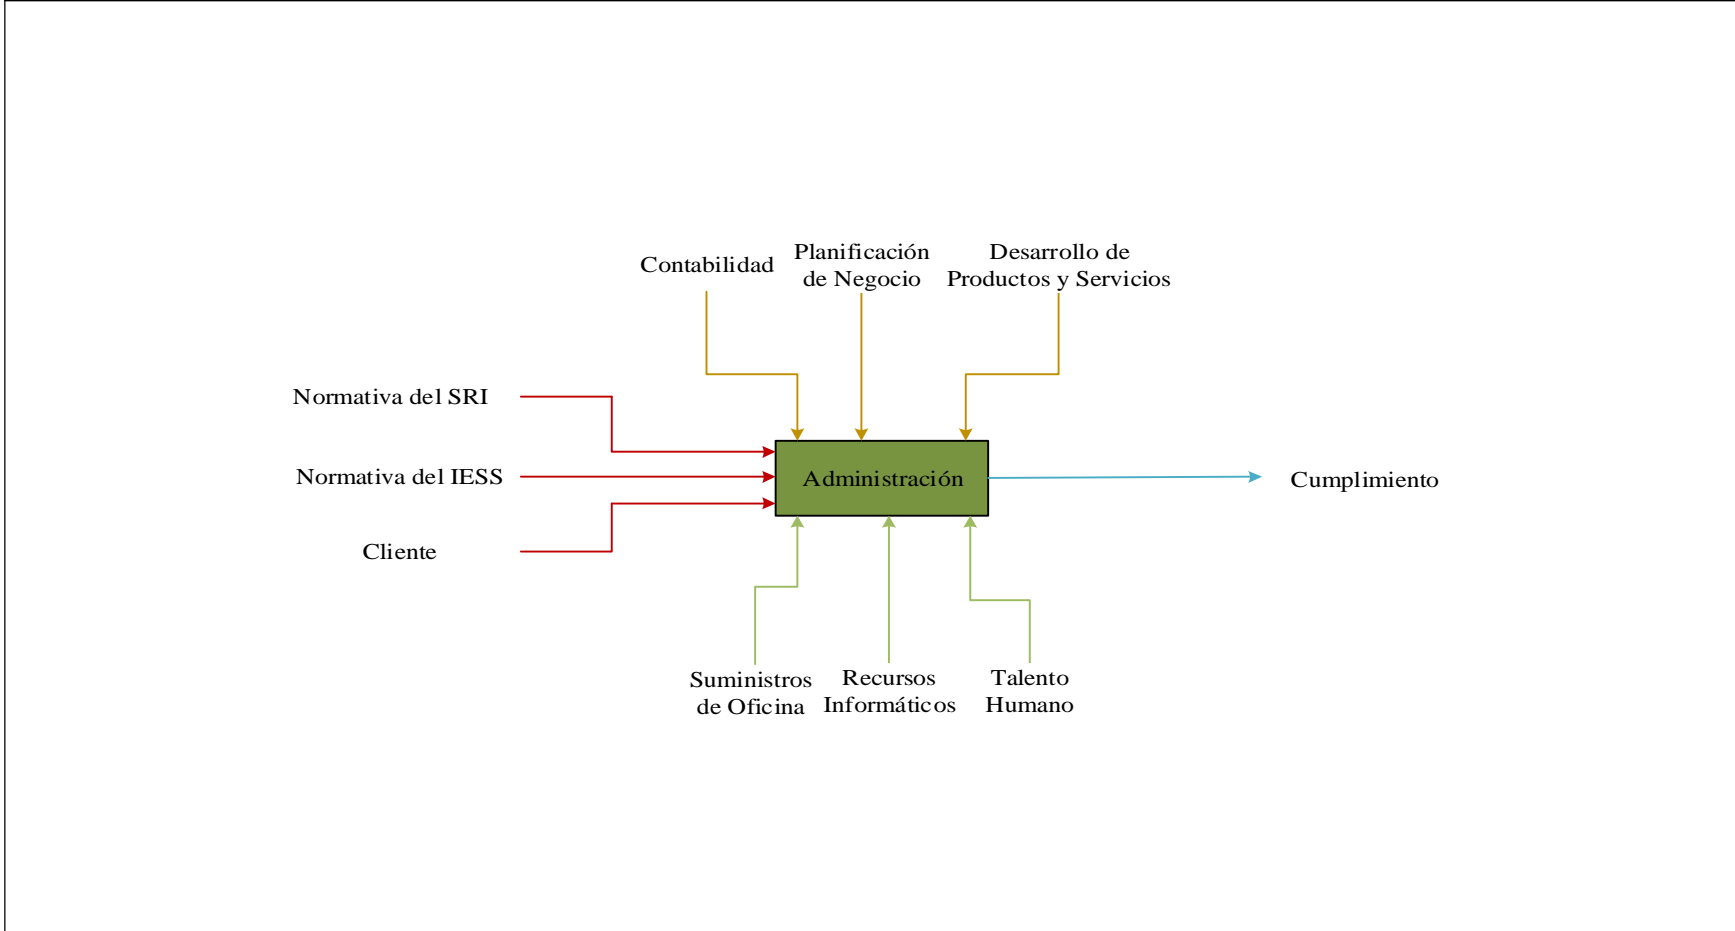 Contabilidad
Planificación
de Negocio
Desarrollo de
Productos y Servicios
Normativa del SRI
Normativa del IESS
Cliente
Administración
Cumplimiento
Suministros
de Oficina
Recursos
Informáticos
Talento
Humano